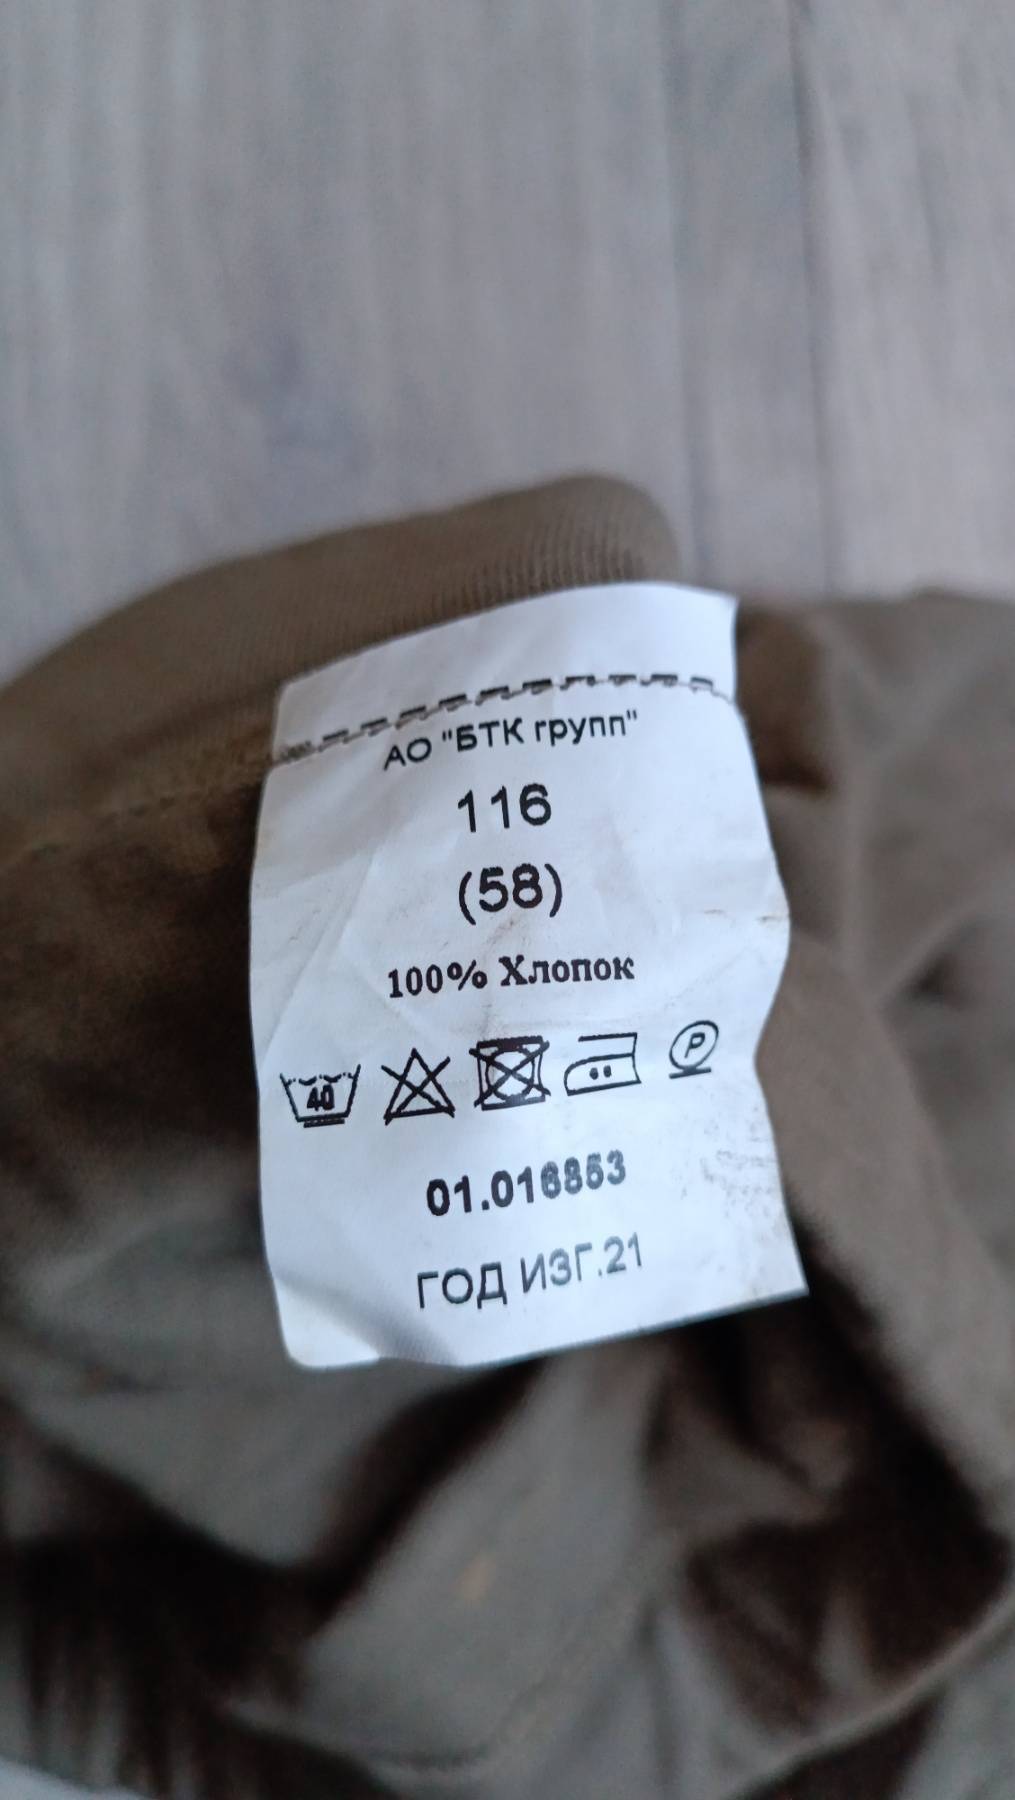 АО "БТК групп"
116
(58)
100% Хлопок
40
P
01.016853
ГОД ИЗГ.21